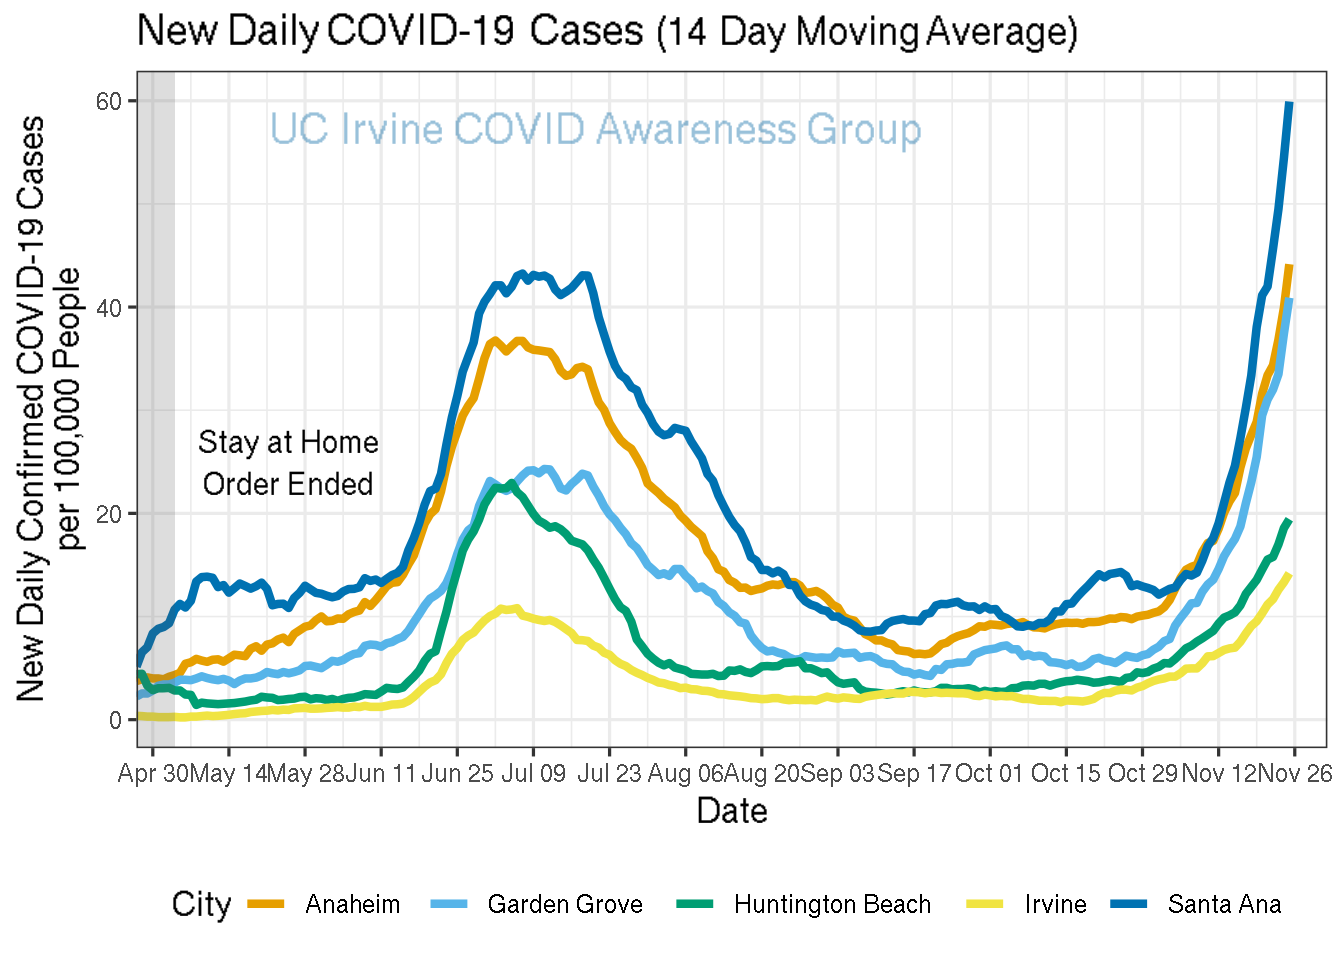 New Daily COVID-19 Cases (14 Day Moving Average)
UC Irvine COVID Awareness Group
New Daily Confirmed COVID-19 Cases
per 100,000 People
60
40
20
0
Stay at Home
Order Ended
Apr 30 May 14 May 28 Jun 11 Jun 25 Jul 09 Jul 23 Aug 06 Aug 20 Sep 03 Sep 17 Oct 01 Oct 15 Oct 29 Nov 12 Nov 26
Date
City Anaheim Garden Grove Huntington Beach Irvine Santa Ana